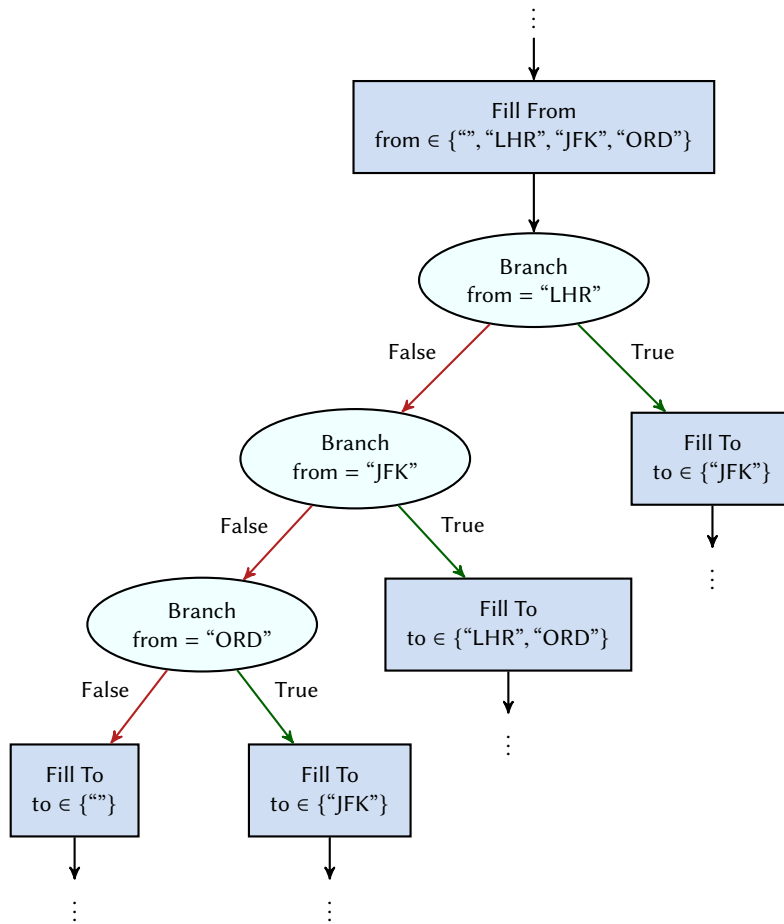 ⋮
Fill From
from ∈ {“”, “LHR”, “JFK”, “ORD”}
Branch
from = “LHR”
False
True
Branch
from = “JFK”
Fill To
to ∈ {“JFK”}
False
True
⋮
Branch
from = “ORD”
Fill To
to ∈ {“LHR”, “ORD”}
False
True
⋮
Fill To
to ∈ {“”}
Fill To
to ∈ {“JFK”}
⋮
⋮